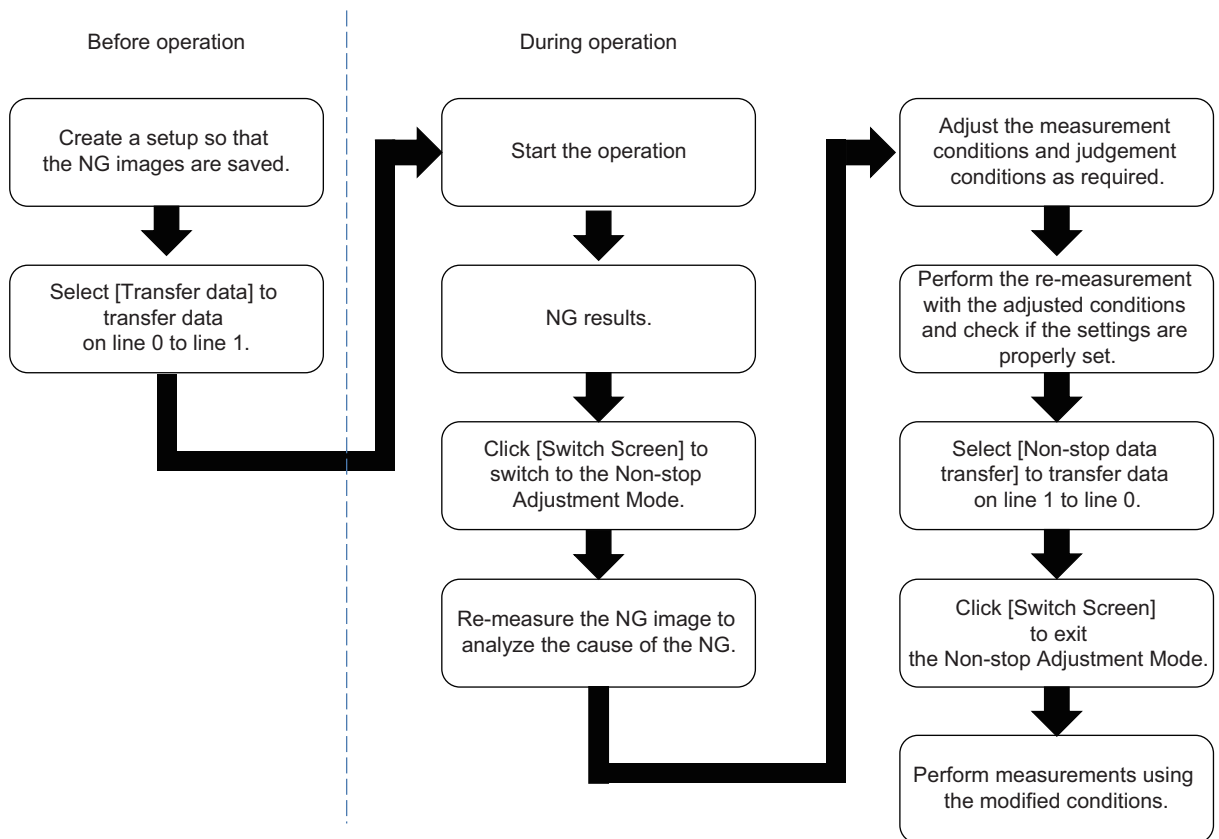 Before operation
Create a setup so that
the NG images are saved.
Select [Transfer data] to
transfer data
on line 0 to line 1.
During operation
Start the operation
NG results.
Click [Switch Screen] to
switch to the Non-stop
Adjustment Mode.
Re-measure the NG image to
analyze the cause of the NG.
Adjust the measurement
conditions and judgement
conditions as required.
Perform the re-measurement
with the adjusted conditions
and check if the settings are
properly set.
Select [Non-stop data
transfer] to transfer data
on line 1 to line 0.
Click [Switch Screen]
to exit
the Non-stop Adjustment Mode.
Perform measurements using
the modified conditions.